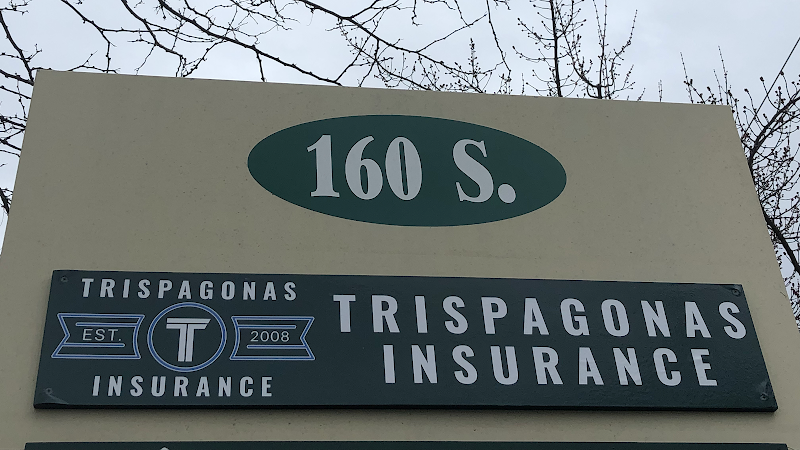 160 S.
TRISPAGONAS
EST. T 2008
INSURANCE
TRISPAGONAS
INSURANCE